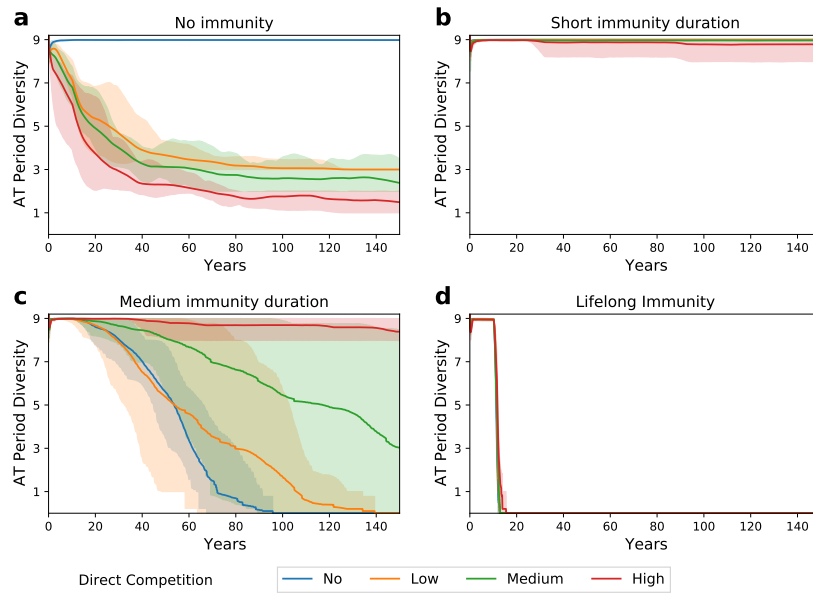 a
No immunity
AT Period Diversity
9
7
5
3
1
0 20 40 60 80 100 120 140
Years
b
Short immunity duration
AT Period Diversity
9
7
5
3
1
0 20 40 60 80 100 120 140
Years
c
Medium immunity duration
AT Period Diversity
9
7
5
3
1
0 20 40 60 80 100 120 140
Years
d
Lifelong Immunity
AT Period Diversity
9
7
5
3
1
0 20 40 60 80 100 120 140
Years
Direct Competition No Low Medium High